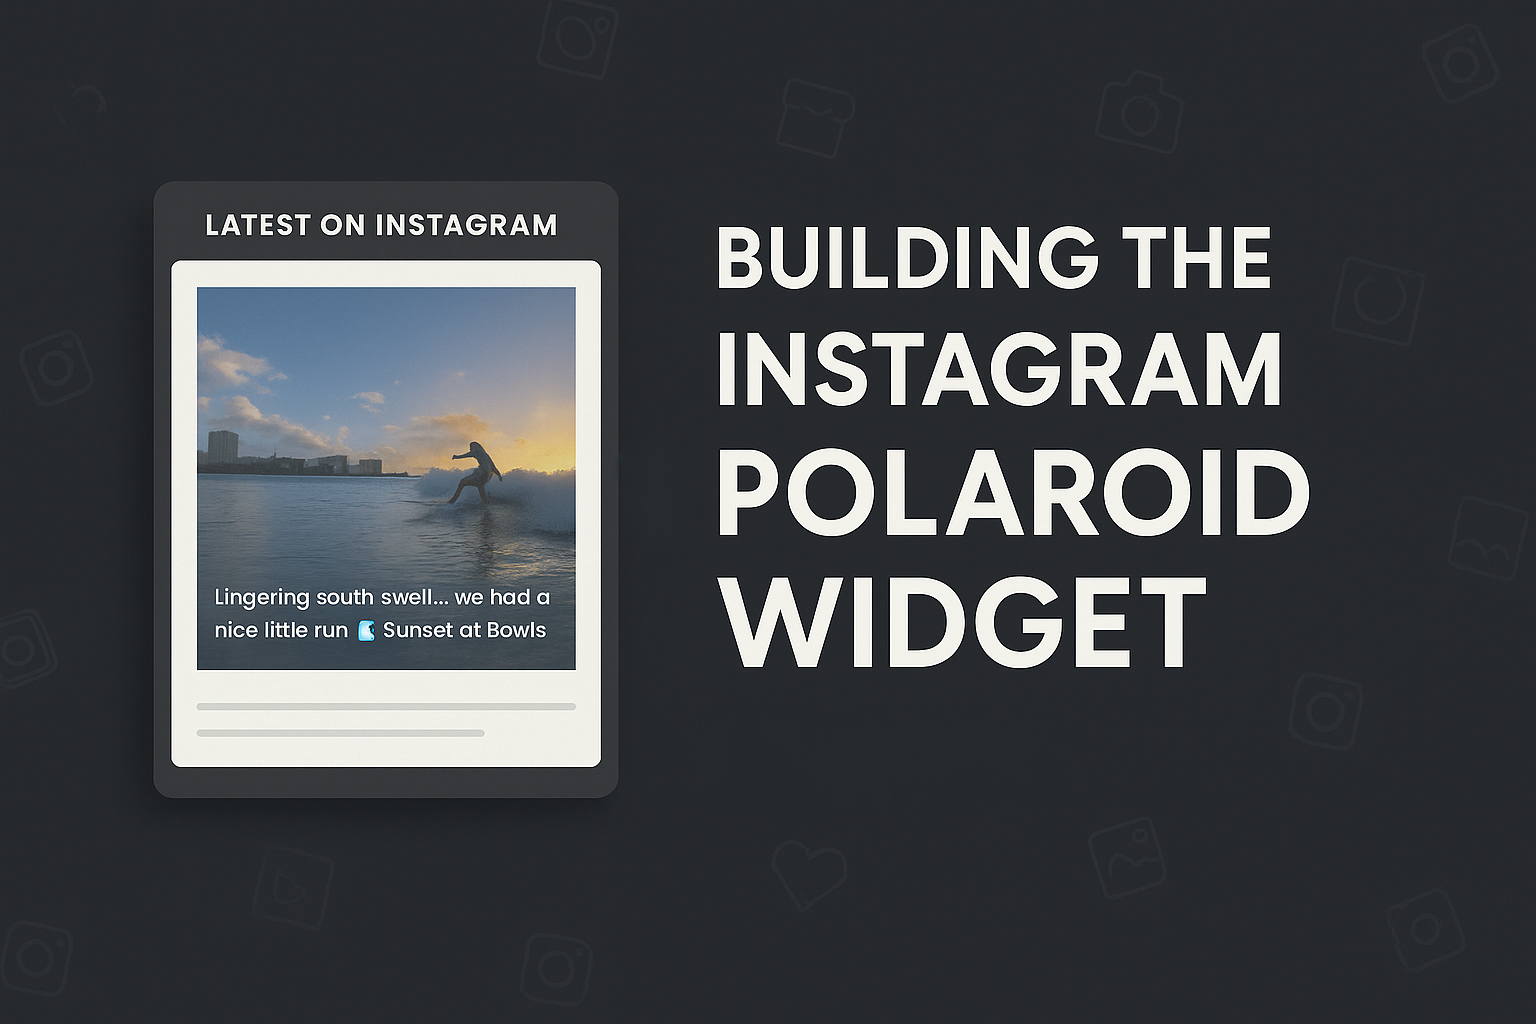 LATEST ON INSTAGRAM
Lingering south swell... we had a
nice little run 🌊 Sunset at Bowls
BUILDING THE
INSTAGRAM
POLAROID
WIDGET